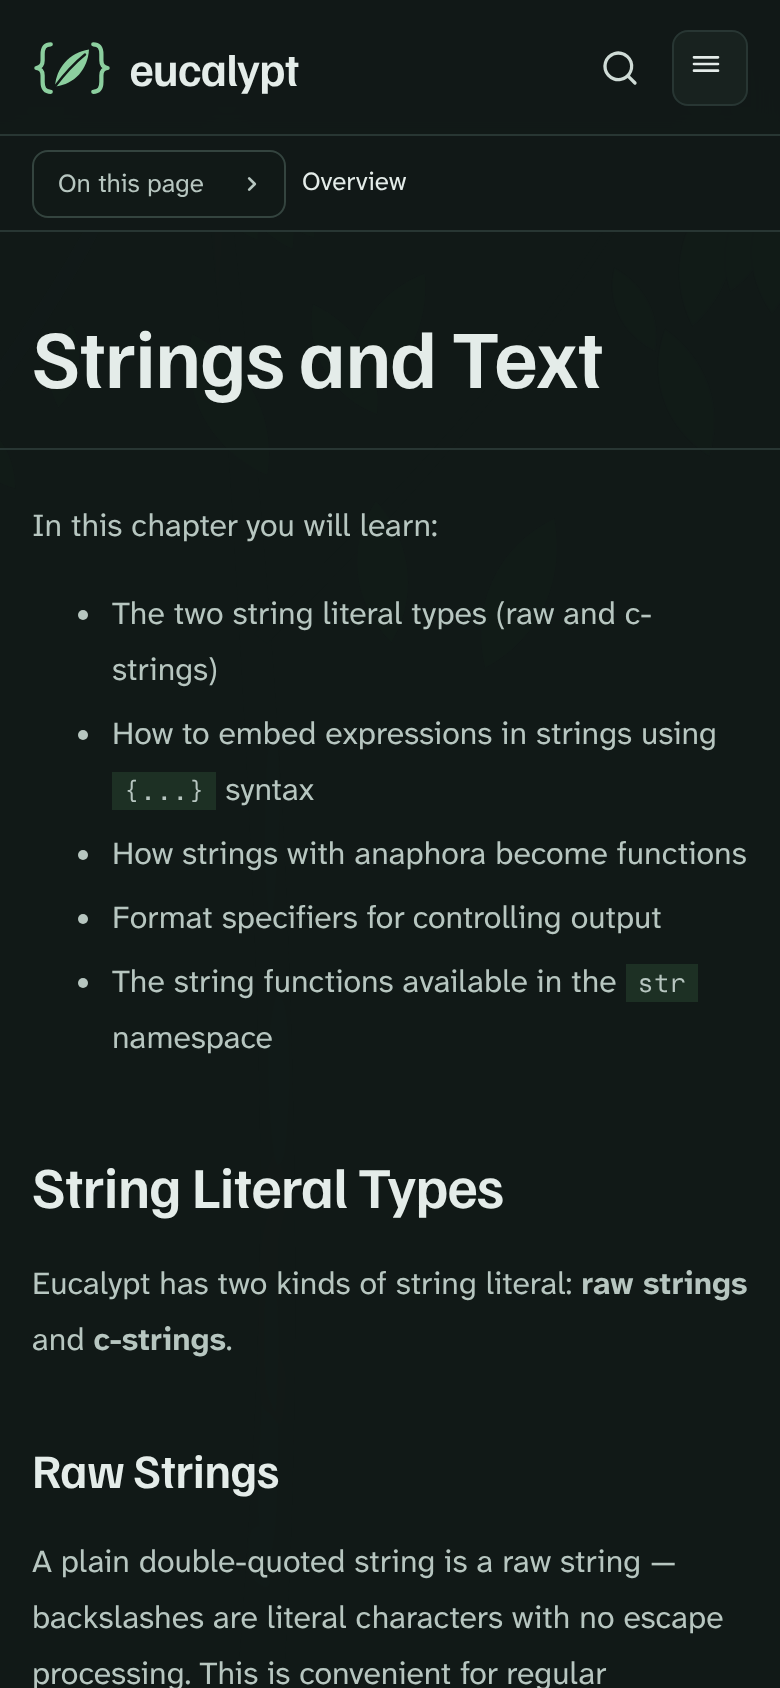 eucalypt
On this page
Overview
Strings and Text
In this chapter you will learn:
The two string literal types (raw and c-
strings)
How to embed expressions in strings using
{...} syntax
How strings with anaphora become functions
Format specifiers for controlling output
The string functions available in the str
namespace
String Literal Types
Eucalypt has two kinds of string literal: raw strings
and c-strings.
Raw Strings
A plain double-quoted string is a raw string —
backslashes are literal characters with no escape
processing. This is convenient for regular